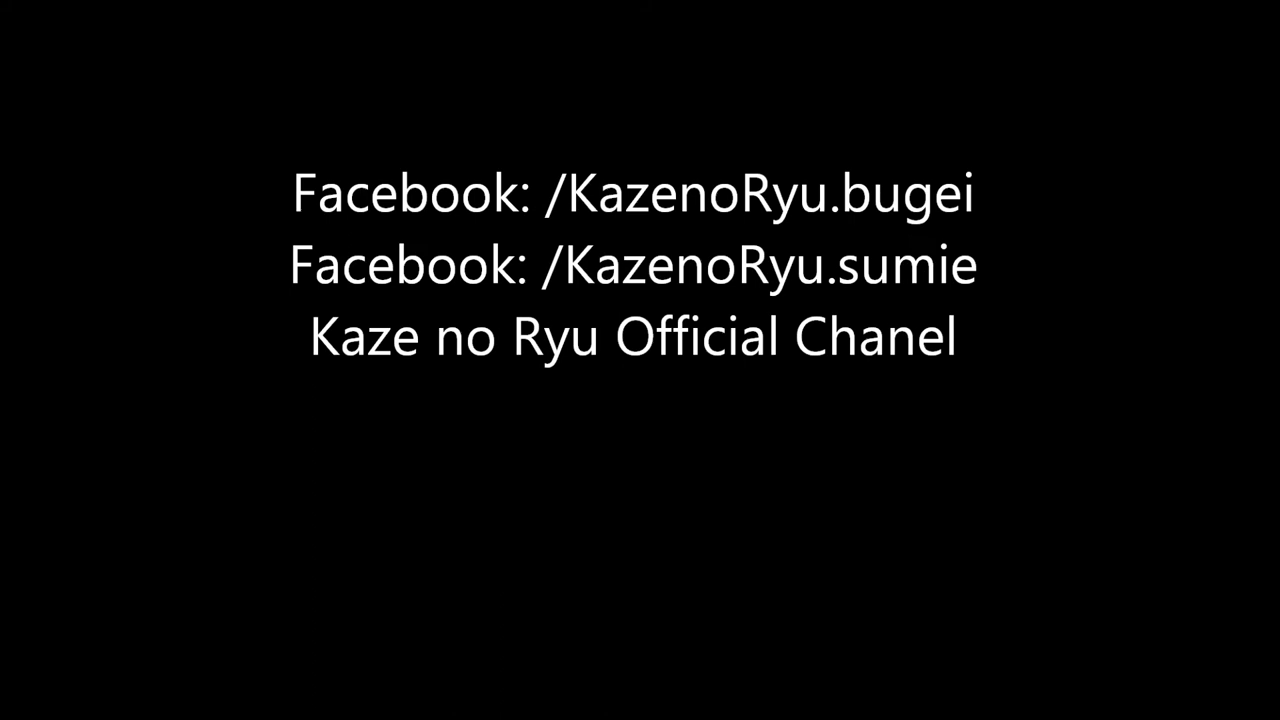 Facebook: /KazenoRyu.bugei
Facebook: /KazenoRyu.sumie
Kaze no Ryu Official Chanel